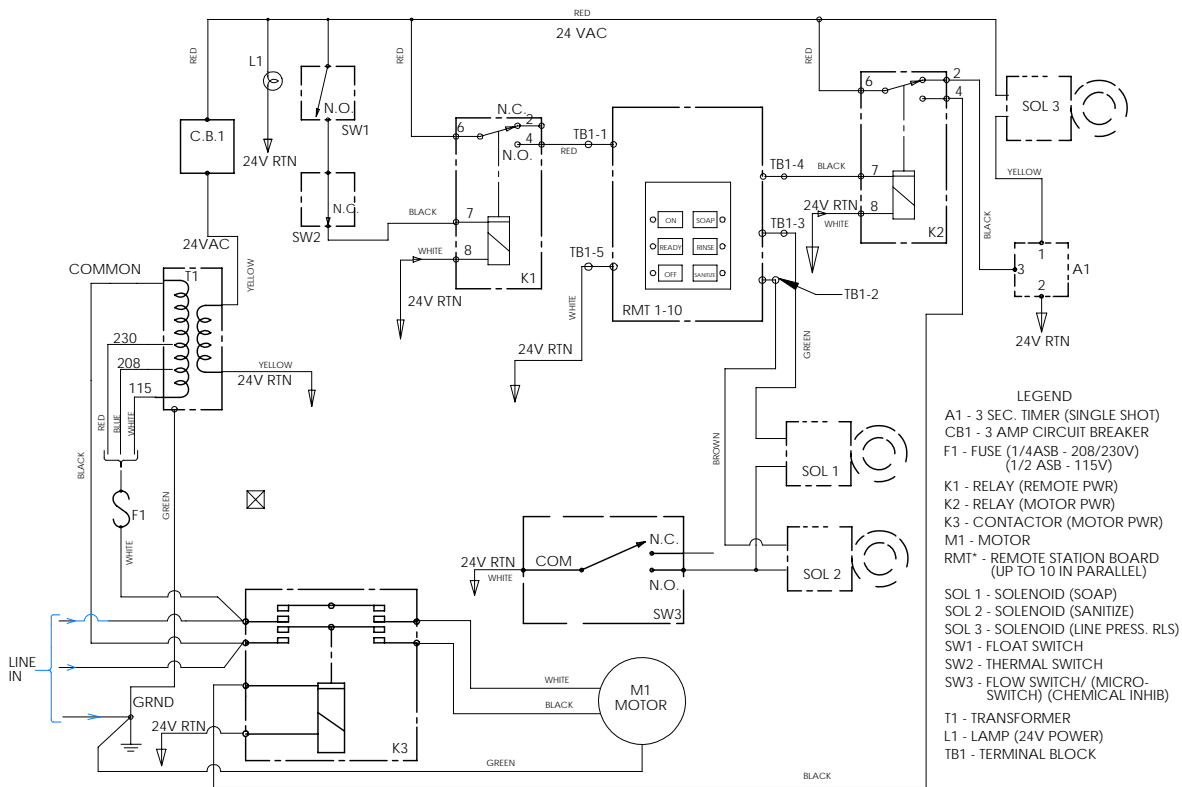 RED
24 VAC
RED
L1
N.O.
SW1
24V RTN
C.B.1
24VAC
RED
N.C.
SW2
BLACK
N.C.
6
2
4
N.O.
RED
7
8
WHITE
24V RTN
K1
TB1-1
TB1-5
WHITE
24V RTN
ON
SOAP
READY
RINSE
OFF
SANITIZE
RMT 1-10
RED
TB1-4
BLACK
TB1-3
TB1-2
6
2
4
7
8
24V RTN
WHITE
K2
BLACK
SOL 3
YELLOW
1
3
2
A1
24V RTN
COMMON
T1
YELLOW
230
208
115
YELLOW
24V RTN
RED
BLUE
WHITE
BLACK
GREEN
F1
WHITE
GREEN
BROWN
SOL 1
SOL 2
24V RTN
WHITE
COM
N.C.
N.O.
SW3
LINE
IN
GRND
24V RTN
K3
WHITE
BLACK
M1
MOTOR
GREEN
BLACK
LEGEND
A1 - 3 SEC. TIMER (SINGLE SHOT)
CB1 - 3 AMP CIRCUIT BREAKER
F1 - FUSE (1/4ASB - 208/230V)
(1/2 ASB - 115V)
K1 - RELAY (REMOTE PWR)
K2 - RELAY (MOTOR PWR)
K3 - CONTACTOR (MOTOR PWR)
M1 - MOTOR
RMT* - REMOTE STATION BOARD
(UP TO 10 IN PARALLEL)
SOL 1 - SOLENOID (SOAP)
SOL 2 - SOLENOID (SANITIZE)
SOL 3 - SOLENOID (LINE PRESS. RLS)
SW1 - FLOAT SWITCH
SW2 - THERMAL SWITCH
SW3 - FLOW SWITCH/ (MICRO-
SWITCH) (CHEMICAL INHIB)
T1 - TRANSFORMER
L1 - LAMP (24V POWER)
TB1 - TERMINAL BLOCK